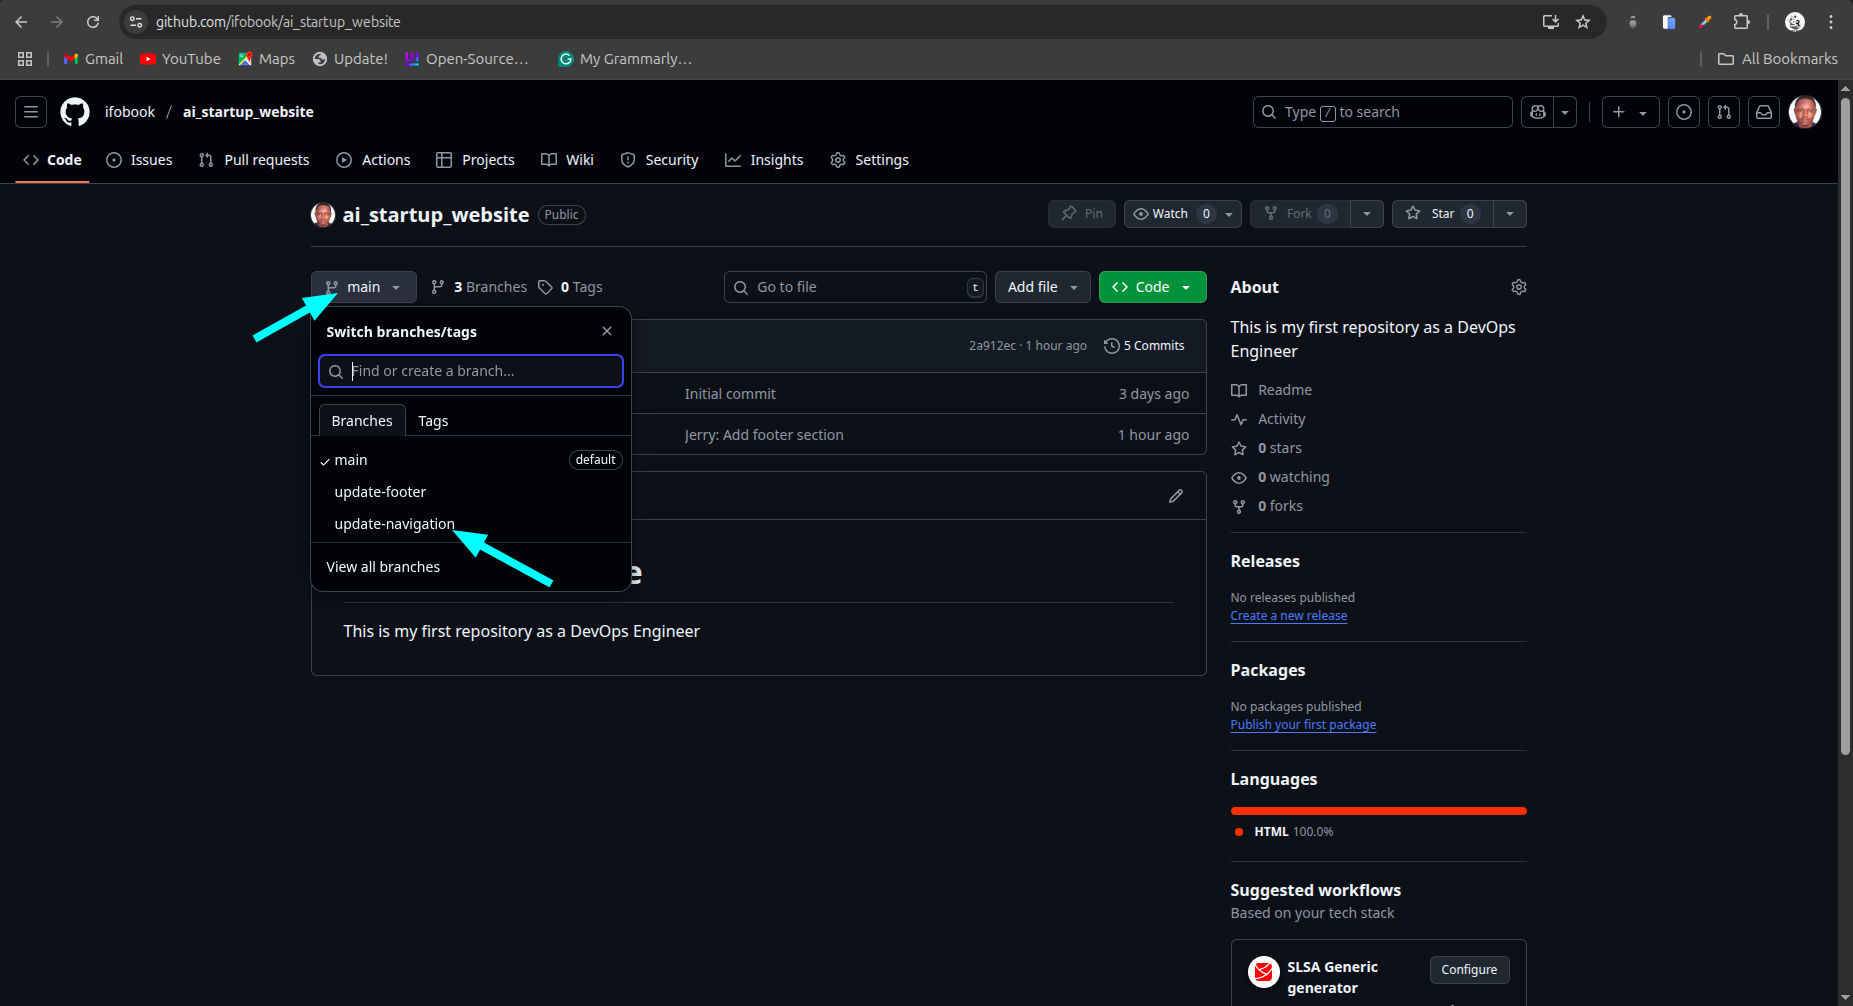 github.com/ifobook/ai_startup_website
Gmail YouTube Maps Update! Open-Source... My Grammarly... All Bookmarks
ifobook / ai_startup_website Type / to search
Code Issues Pull requests Actions Projects Wiki Security Insights Settings
ai_startup_website Public Pin Watch 0 Fork 0 Star 0
main 3 Branches 0 Tags Go to file t Add file Code
Switch branches/tags
Find or create a branch...
Branches Tags
main default
update-footer
update-navigation
View all branches
2a912ec · 1 hour ago 5 Commits
Initial commit 3 days ago
Jerry: Add footer section 1 hour ago
e
This is my first repository as a DevOps Engineer
About
This is my first repository as a DevOps
Engineer
Readme
Activity
0 stars
0 watching
0 forks
Releases
No releases published
Create a new release
Packages
No packages published
Publish your first package
Languages
HTML 100.0%
Suggested workflows
Based on your tech stack
SLSA Generic
generator
Configure